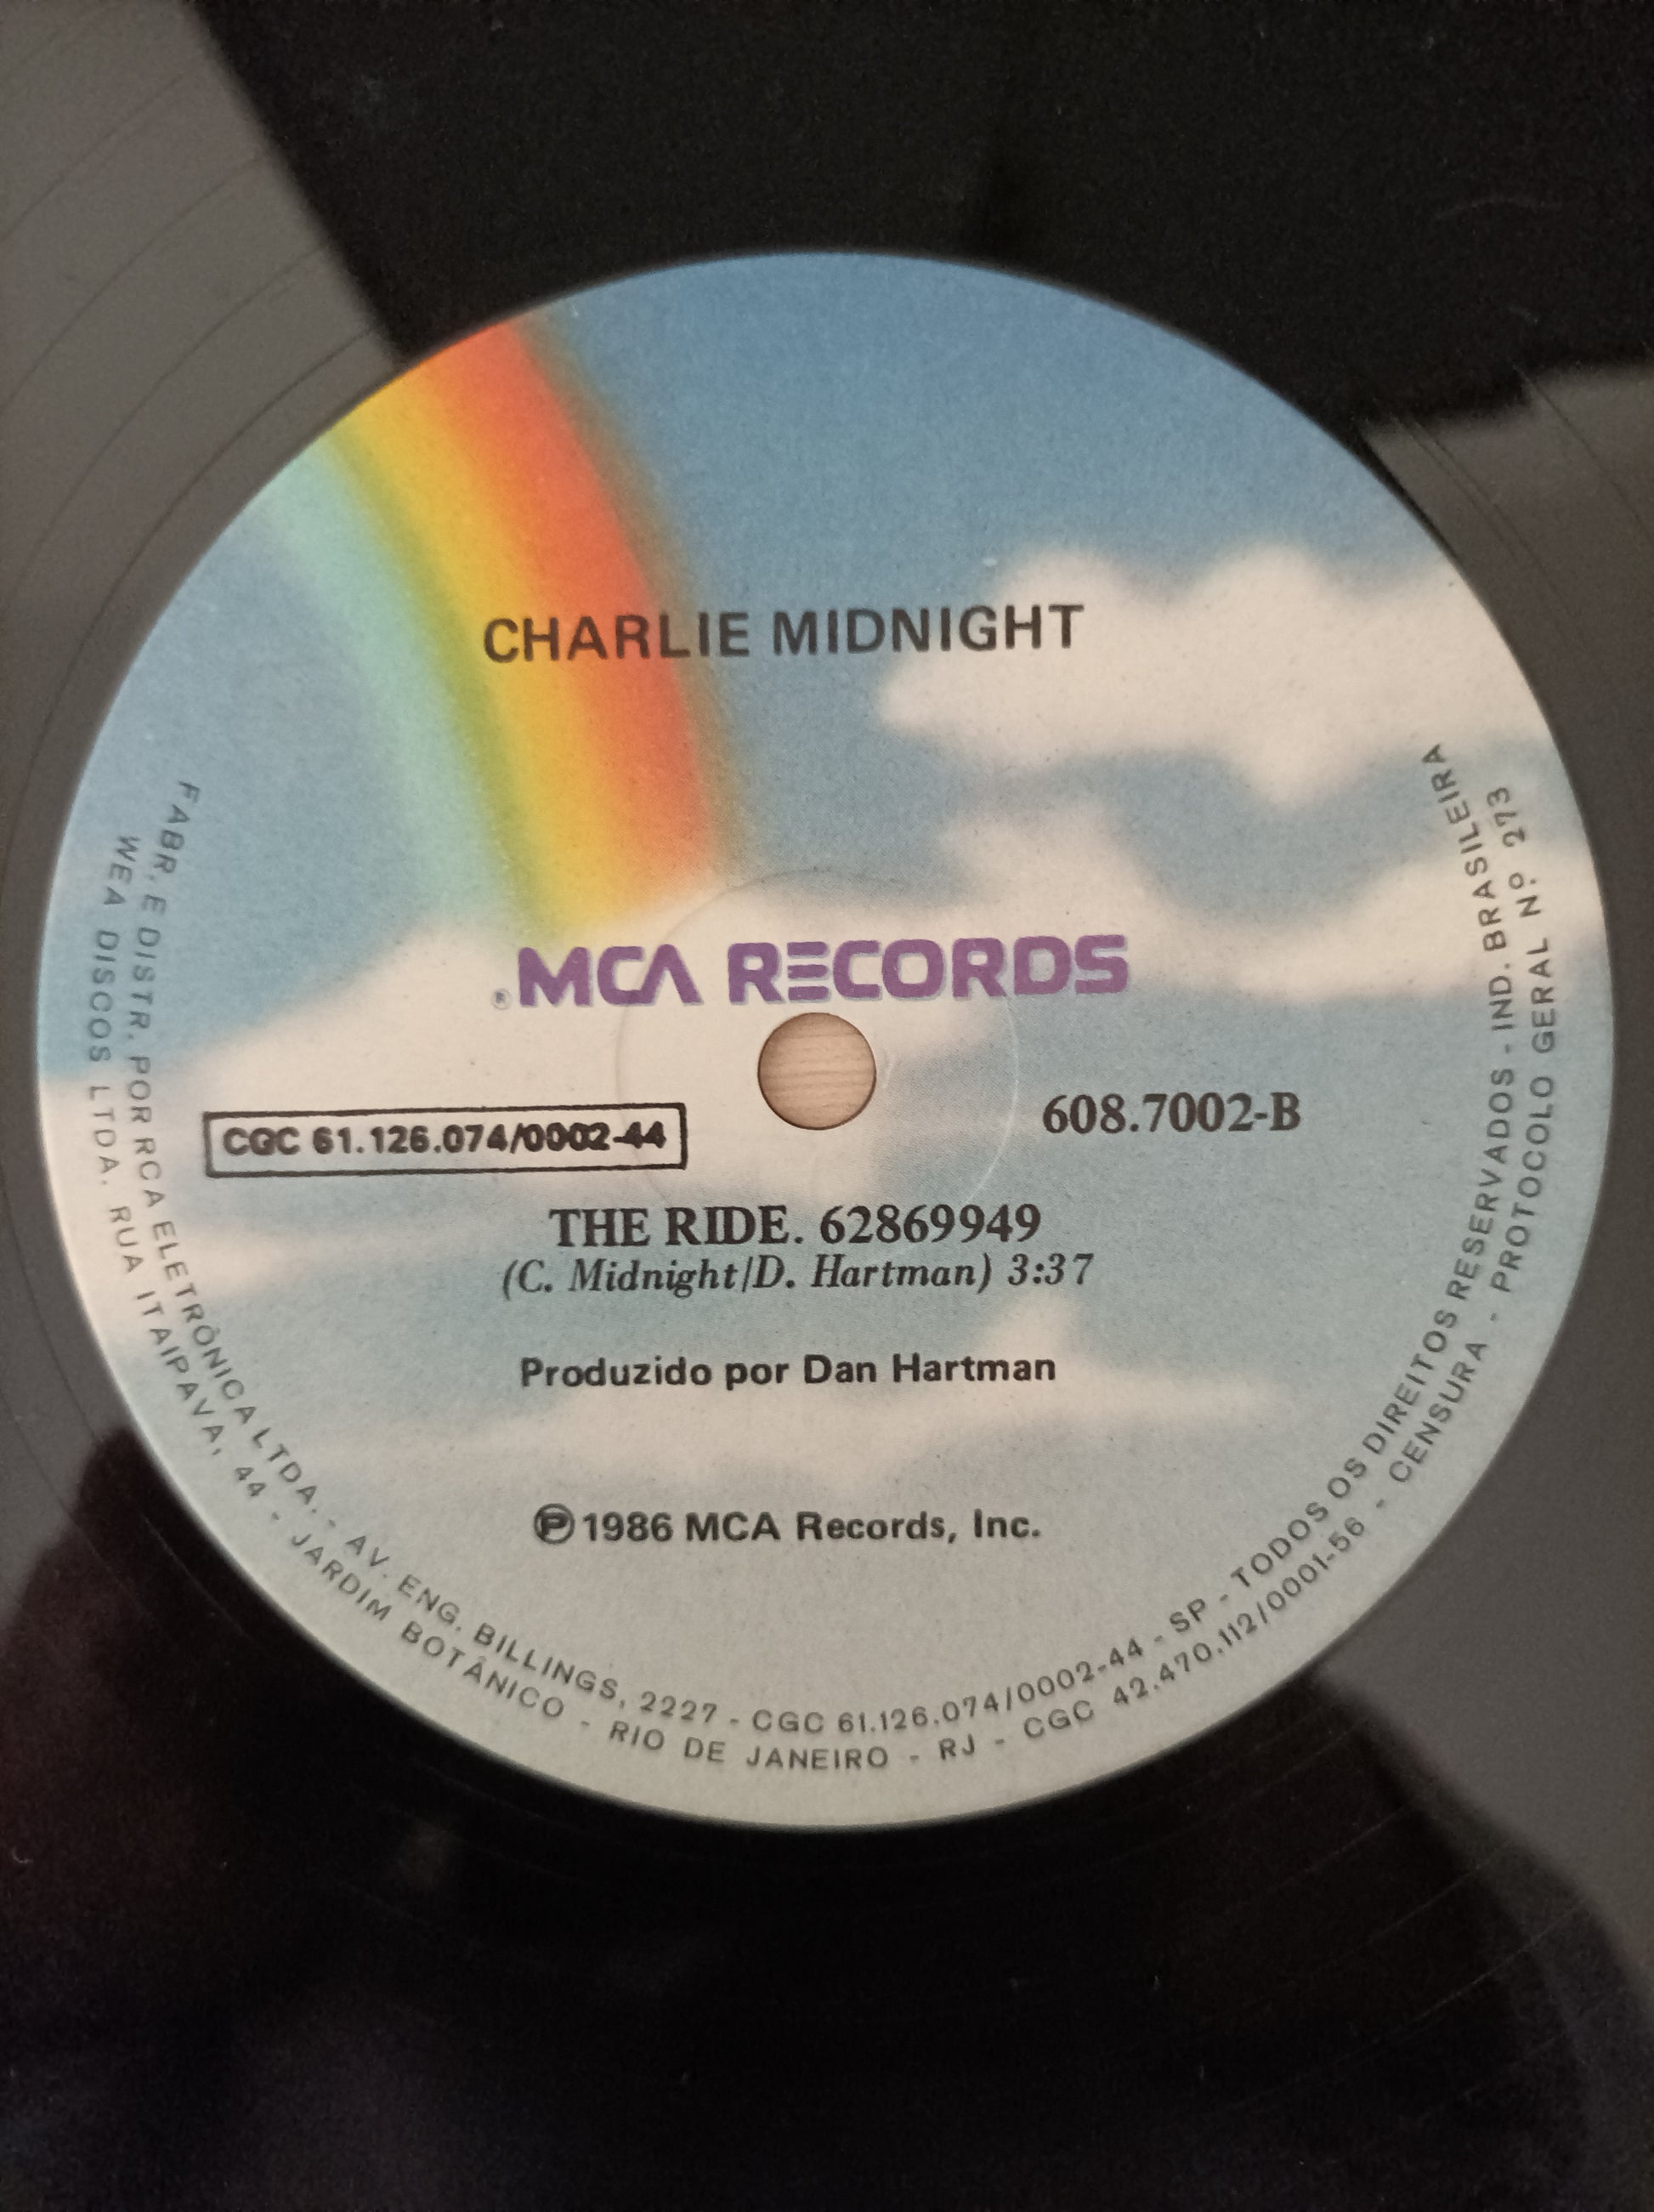 CHARLIE MIDNIGHT
® MCA RECORDS
CGC 61.126.074/0002-44
608.7002-B
THE RIDE. 62869949
(C. Midnight/D. Hartman) 3:37
Produzido por Dan Hartman
℗ 1986 MCA Records, Inc.
FABR. E DISTR. POR RCA ELETRÔNICA LTDA. - AV. ENG. BILLINGS, 2227 - CGC 61.126.074/0002-44 - SP - TODOS OS DIREITOS RESERVADOS - IND. BRASILEIRA
WEA DISCOS LTDA. RUA ITAIPAVA, 44 - JARDIM BOTÂNICO - RIO DE JANEIRO - RJ - CGC 42.470.112/0001-56 - CENSURA - PROTOCOLO GERAL Nº 273